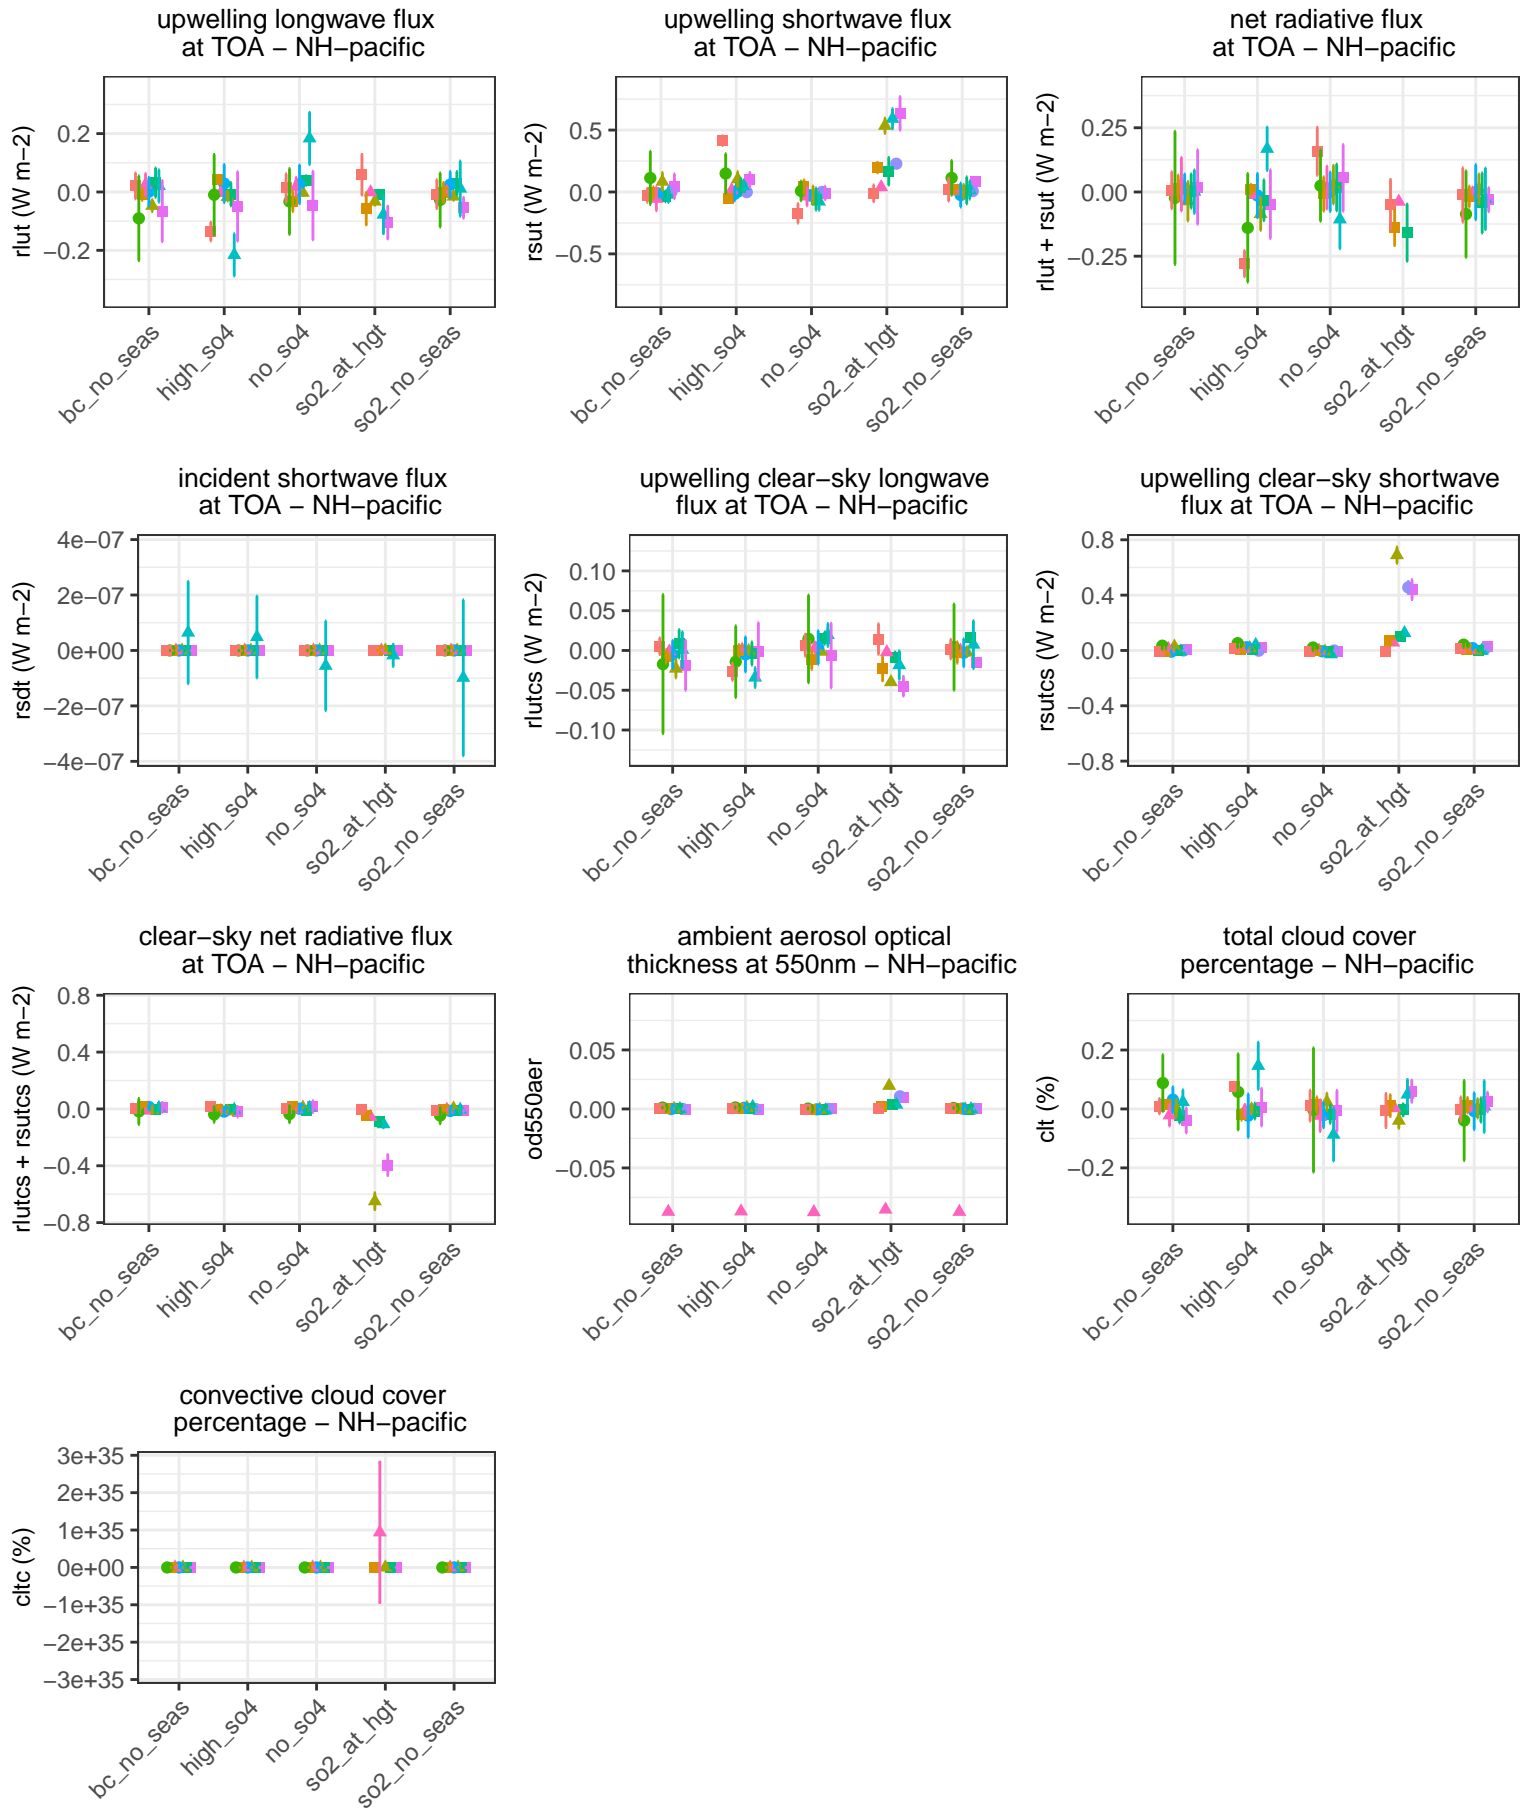 upwelling longwave flux
at TOA − NH−pacific
rlut (W m−2)
0.2
0.0
−0.2
bc_no_seas
high_so4
no_so4
so2_at_hgt
so2_no_seas
upwelling shortwave flux
at TOA − NH−pacific
rsut (W m−2)
0.5
0.0
−0.5
bc_no_seas
high_so4
no_so4
so2_at_hgt
so2_no_seas
net radiative flux
at TOA − NH−pacific
rlut + rsut (W m−2)
0.25
0.00
−0.25
bc_no_seas
high_so4
no_so4
so2_at_hgt
so2_no_seas
incident shortwave flux
at TOA − NH−pacific
rsdt (W m−2)
4e−07
2e−07
0e+00
−2e−07
−4e−07
bc_no_seas
high_so4
no_so4
so2_at_hgt
so2_no_seas
upwelling clear−sky longwave
flux at TOA − NH−pacific
rlutcs (W m−2)
0.10
0.05
0.00
−0.05
−0.10
bc_no_seas
high_so4
no_so4
so2_at_hgt
so2_no_seas
upwelling clear−sky shortwave
flux at TOA − NH−pacific
rsutcs (W m−2)
0.8
0.4
0.0
−0.4
−0.8
bc_no_seas
high_so4
no_so4
so2_at_hgt
so2_no_seas
clear−sky net radiative flux
at TOA − NH−pacific
rlutcs + rsutcs (W m−2)
0.8
0.4
0.0
−0.4
−0.8
bc_no_seas
high_so4
no_so4
so2_at_hgt
so2_no_seas
ambient aerosol optical
thickness at 550nm − NH−pacific
od550aer
0.05
0.00
−0.05
bc_no_seas
high_so4
no_so4
so2_at_hgt
so2_no_seas
total cloud cover
percentage − NH−pacific
clt (%)
0.2
0.0
−0.2
bc_no_seas
high_so4
no_so4
so2_at_hgt
so2_no_seas
convective cloud cover
percentage − NH−pacific
cltc (%)
3e+35
2e+35
1e+35
0e+00
−1e+35
−2e+35
−3e+35
bc_no_seas
high_so4
no_so4
so2_at_hgt
so2_no_seas